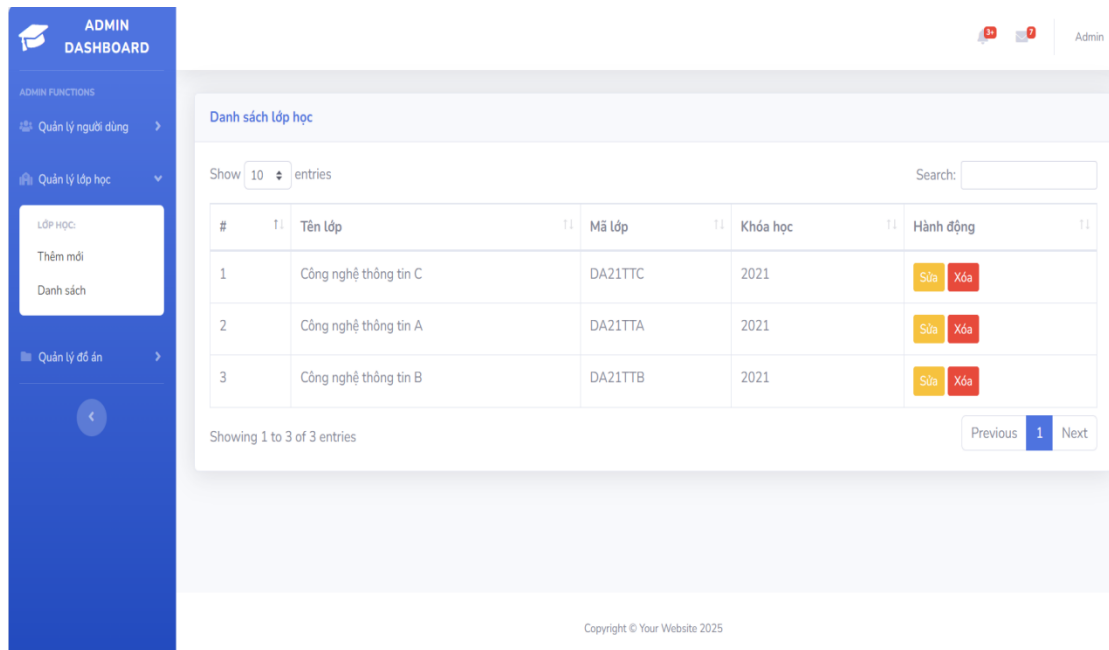 ADMIN
DASHBOARD
3+
7
Admin
ADMIN FUNCTIONS
Quản lý người dùng
Quản lý lớp học
LỚP HỌC:
Thêm mới
Danh sách
Quản lý đồ án
Danh sách lớp học
Show 10 entries
Search:
# Tên lớp Mã lớp Khóa học Hành động
1 Công nghệ thông tin C DA21TTC 2021 Sửa Xóa
2 Công nghệ thông tin A DA21TTA 2021 Sửa Xóa
3 Công nghệ thông tin B DA21TTB 2021 Sửa Xóa
Showing 1 to 3 of 3 entries
Previous 1 Next
Copyright © Your Website 2025